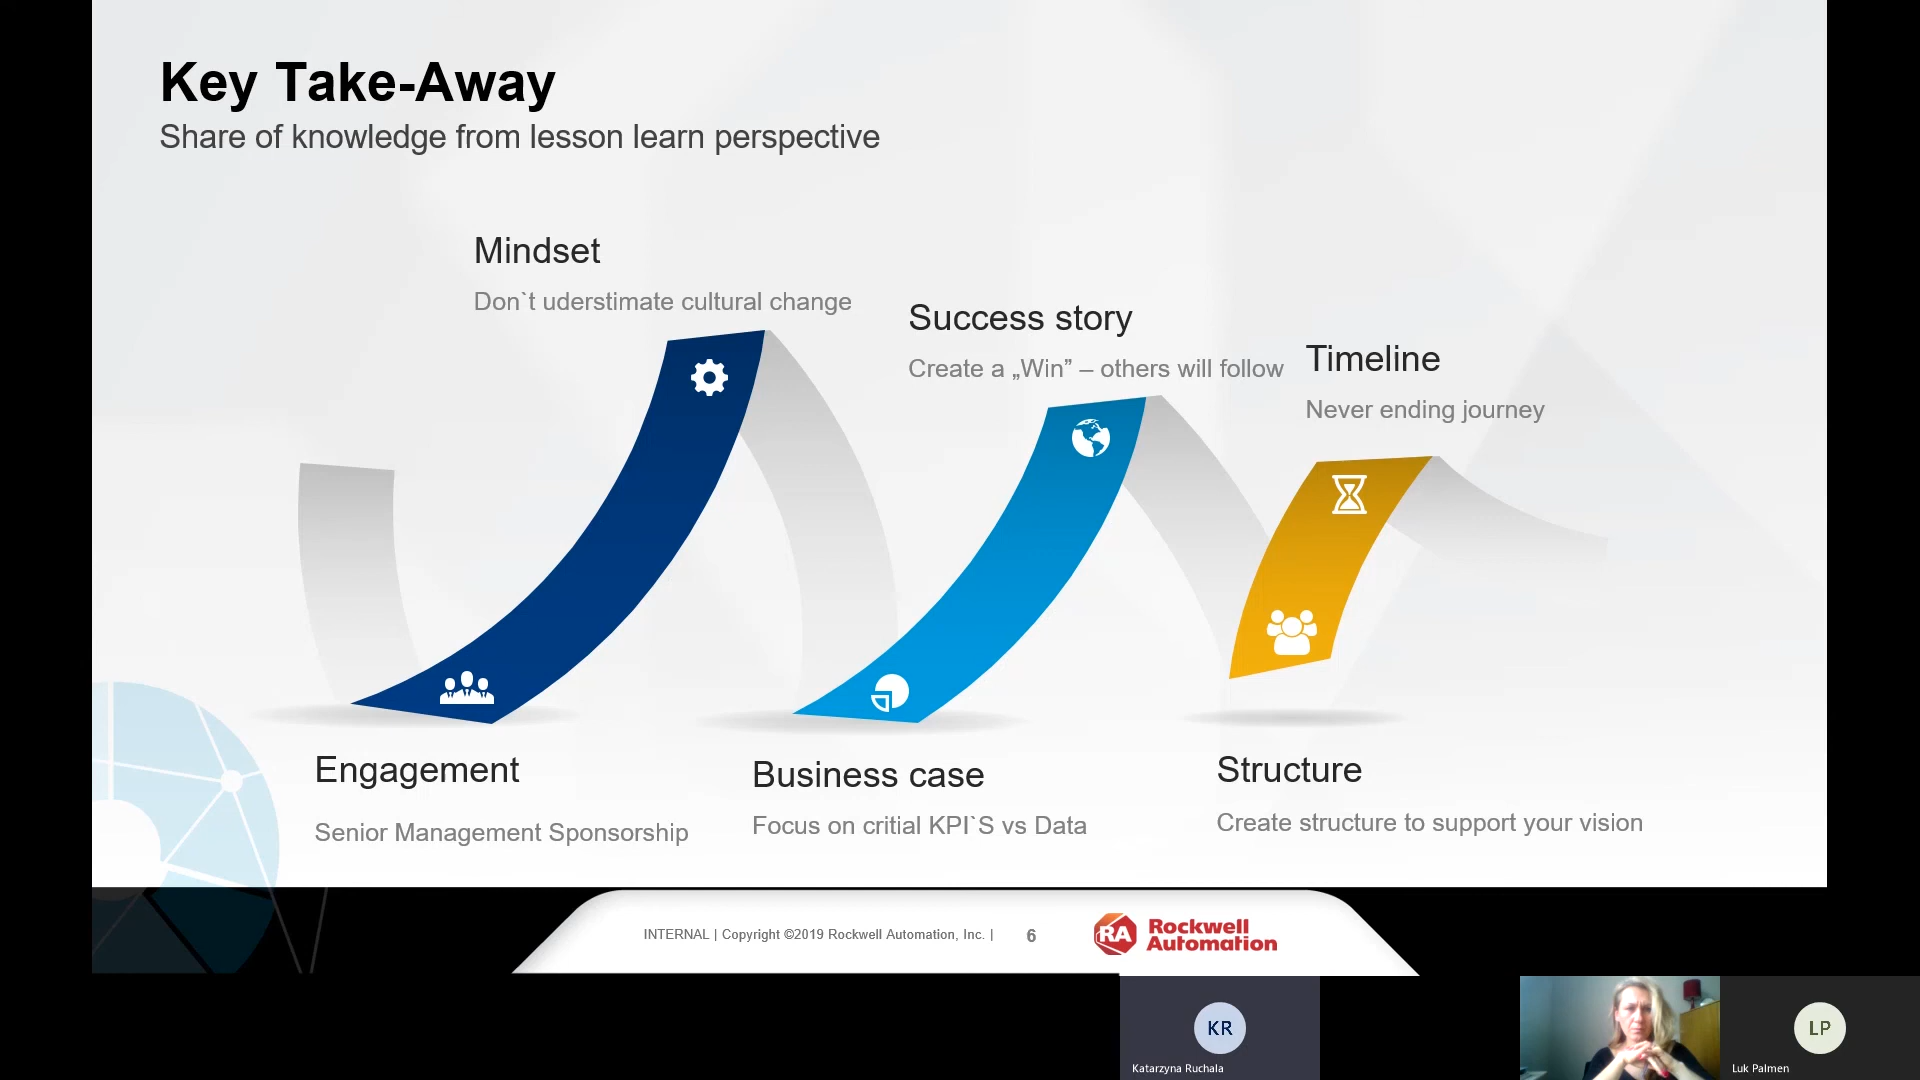 Key Take-Away
Share of knowledge from lesson learn perspective
Mindset
Don`t uderstimate cultural change
Success story
Create a „Win” – others will follow
Timeline
Never ending journey
Engagement
Senior Management Sponsorship
Business case
Focus on critial KPI`S vs Data
Structure
Create structure to support your vision
INTERNAL | Copyright ©2019 Rockwell Automation, Inc. |
6
RA
Rockwell
Automation
KR
Katarzyna Ruchala
LP
Luk Palmen